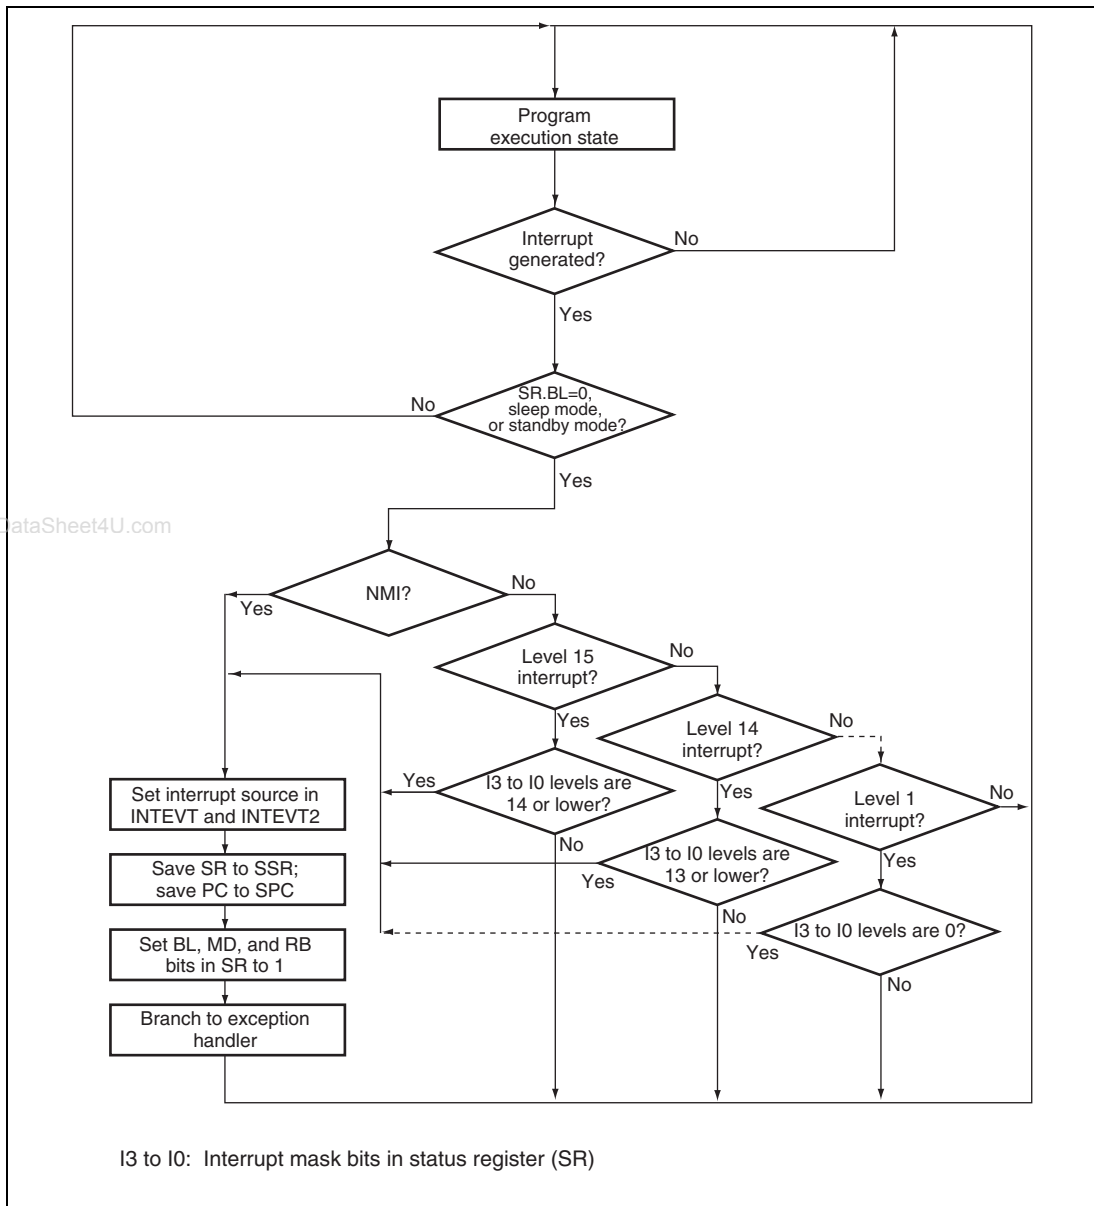 Program
execution state
Interrupt
generated?
No
Yes
SR.BL=0,
sleep mode,
or standby mode?
No
Yes
DataSheet4U.com
NMI?
Yes
No
Level 15
interrupt?
No
Yes
Level 14
interrupt?
No
Yes
Level 1
interrupt?
No
Yes
I3 to I0 levels are
14 or lower?
Yes
No
I3 to I0 levels are
13 or lower?
Yes
No
I3 to I0 levels are 0?
Yes
No
Set interrupt source in
INTEVT and INTEVT2
Save SR to SSR;
save PC to SPC
Set BL, MD, and RB
bits in SR to 1
Branch to exception
handler
I3 to I0: Interrupt mask bits in status register (SR)